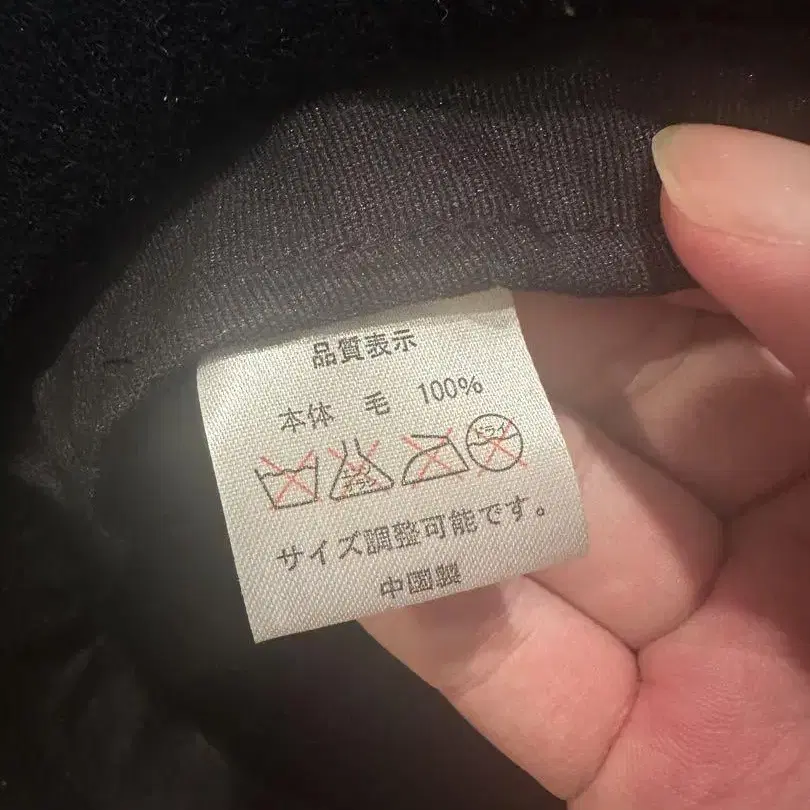 品質表示
本体 毛 100%
ドライ
サイズ調整可能です。
中国製